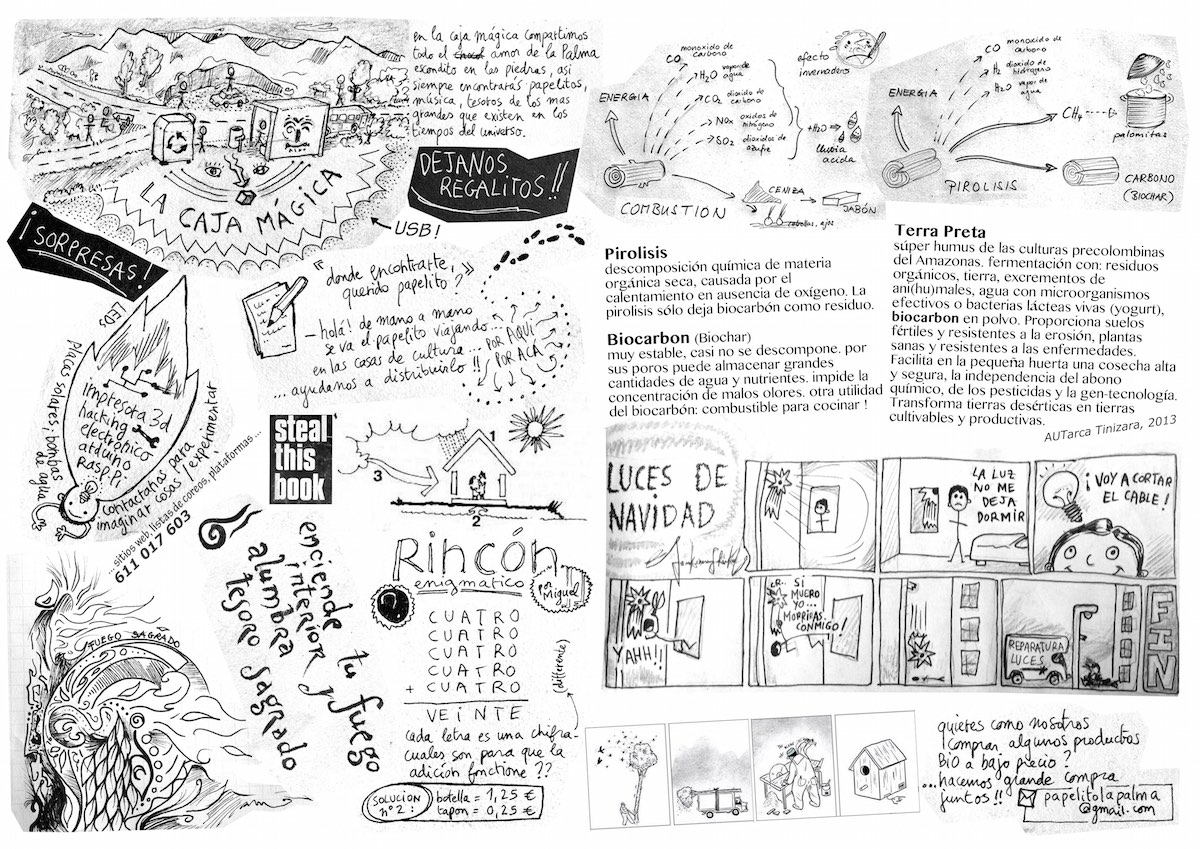 en la caja mágica compartimos
todo el amor de la Palma
escondito en las piedras, asi
siempre encontraras papelitos,
música, tesoros de los mas
grandes que existen en los
tiempos del universo.
DEJANOS
REGALITOS!!
LA CAJA MÁGICA
USB!
¡SORPRESAS!
"donde encontrarte,
querido papelito?"
—hola! de mano a mano
se va el papelito viajando...
en las casas de cultura...
... ayudanos a distribuirlo!!
POR AQUÍ
POR ACA
LEDs
Placas solares, bombas
de agua
impresora 3d
hacking
electrónico
arduino
RASP.PI
contactanos para
imaginar cosas y experimentar
... sitios web, listas de correos, plataformas...
611 017 603
steal
this
book
1
2
3
enciende tu fuego
interior y
alumbra
tesoro sagrado
FUEGO SAGRADO
Rincón
enigmatico
por Miguel
?
CUATRO
CUATRO
CUATRO
CUATRO
+ CUATRO
VEINTE
(differente)
cada letra es una chifra-
cuales son para que la
adicion fonctione ??
SOLUCION
nº2:
botella = 1,25 €
tapon = 0,25 €
ENERGIA
CO monoxido de
carbono
H₂O vapor de
agua
CO₂ dioxido de
carbono
NOx oxidos de
nitrógeno
SO₂ dioxidos de
azufre
efecto
invernadero
+H₂O →
lluvia
acida
COMBUSTION
CENIZA
JABÓN
cebollas, ajos
ENERGIA
CO monoxido de
carbono
H₂ dioxido de
hidrogeno
H₂O vapor de
agua
CH₄
palomitas
PIROLISIS
CARBONO
(BIOCHAR)
Pirolisis
descomposición química de materia
orgánica seca, causada por el
calentamiento en ausencia de oxígeno. La
pirolisis sólo deja biocarbón como residuo.
Biocarbon (Biochar)
muy estable, casi no se descompone. por
sus poros puede almacenar grandes
cantidades de agua y nutrientes. impide la
concentración de malos olores. otra utilidad
del biocarbón: combustible para cocinar !
Terra Preta
súper humus de las culturas precolombinas
del Amazonas. fermentación con: residuos
orgánicos, tierra, excrementos de
ani(hu)males, agua con microorganismos
efectivos o bacterias lácteas vivas (yogurt),
biocarbon en polvo. Proporciona suelos
fértiles y resistentes a la erosión, plantas
sanas y resistentes a las enfermedades.
Facilita en la pequeña huerta una cosecha alta
y segura, la independencia del abono
químico, de los pesticidas y la gen-tecnología.
Transforma tierras desérticas en tierras
cultivables y productivas.
AUTarca Tinizara, 2013
LUCES DE
NAVIDAD
LA LUZ
NO ME
DEJA
DORMIR
¡VOY A CORTAR
EL CABLE!
YAHH!!
SI
MUERO
YO...
MORIRÁS
CONMIGO!
REPARATURA
LUCES
FIN
quieres como nosotros
¡Comprar algunos productos
BiO a bajo precio?
...hacemos grande compra
juntos!!
papelitolapalma
@gmail.com